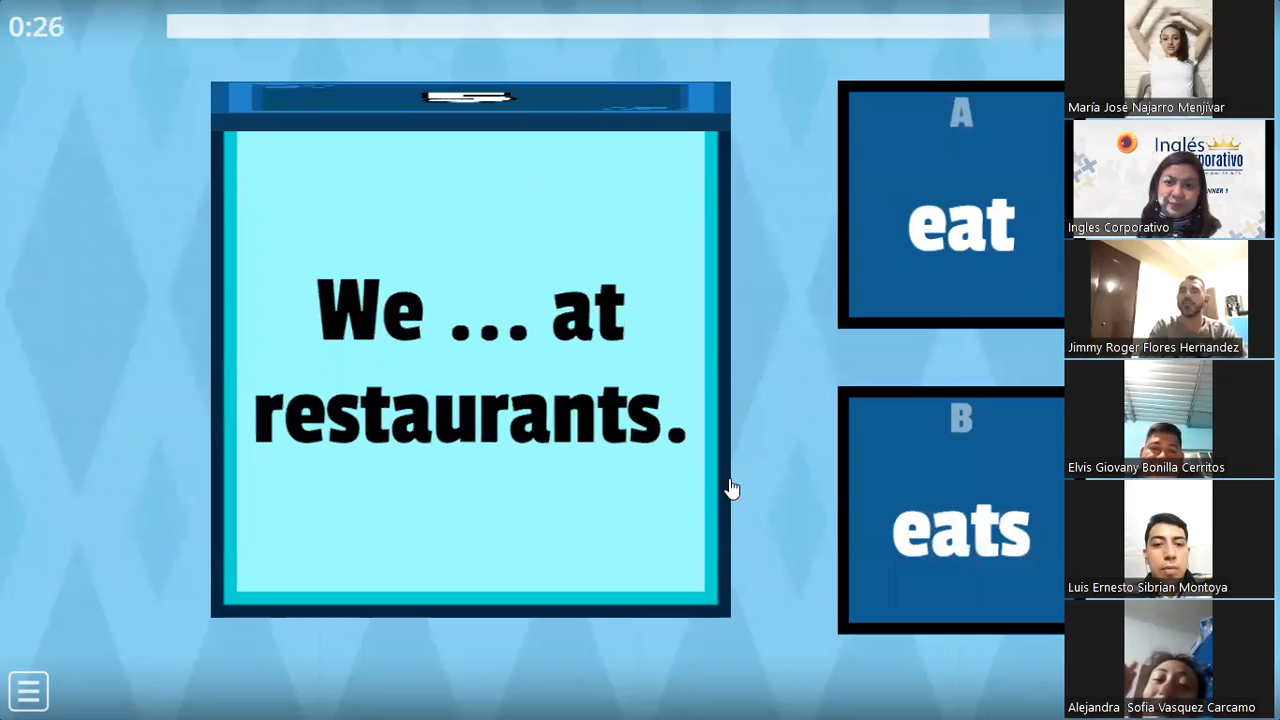 0:26
We ... at
restaurants.
A
eat
B
eats
María José Najarro Menjívar
Inglés
Ingles Corporativo
Jimmy Roger Flores Hernandez
Elvis Giovany Bonilla Cerritos
Luis Ernesto Sibrian Montoya
Alejandra Sofía Vasquez Carcamo